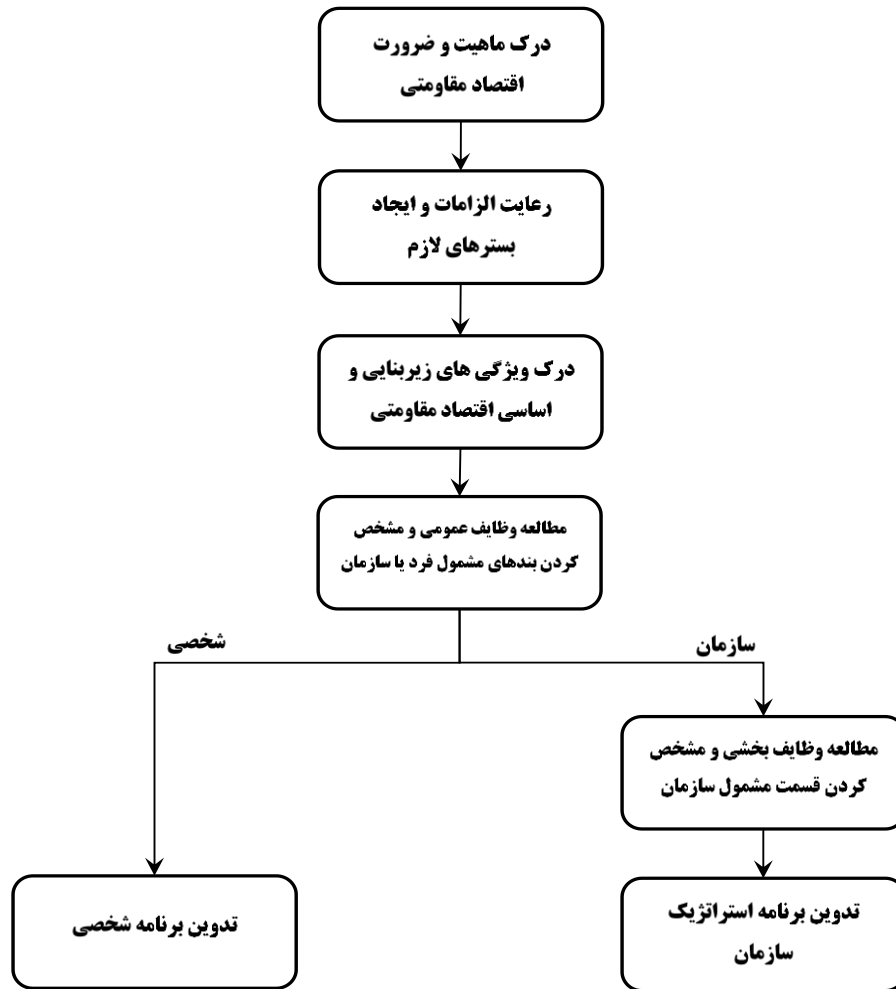 درک ماهیت و ضرورت
اقتصاد مقاومتی
رعایت الزامات و ایجاد
بسترهای لازم
درک ویژگی های زیربنایی و
اساسی اقتصاد مقاومتی
مطالعه وظایف عمومی و مشخص
کردن بندهای مشمول فرد یا سازمان
سازمان
شخصی
مطالعه وظایف بخشی و مشخص
کردن قسمت مشمول سازمان
تدوین برنامه استراتژیک
سازمان
تدوین برنامه شخصی